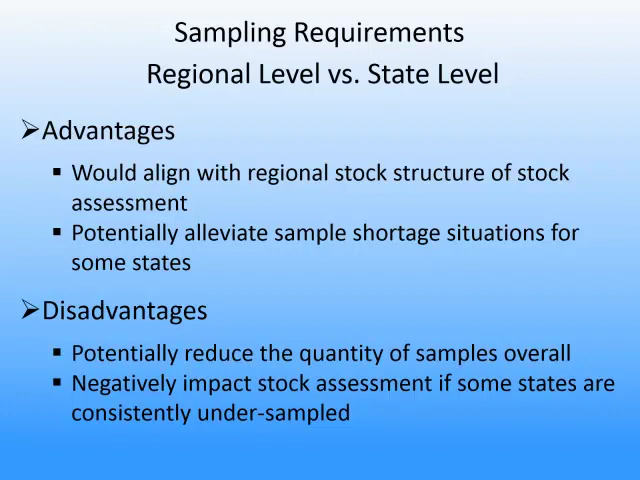 Sampling Requirements
Regional Level vs. State Level
➢Advantages
▪ Would align with regional stock structure of stock
assessment
▪ Potentially alleviate sample shortage situations for
some states
➢Disadvantages
▪ Potentially reduce the quantity of samples overall
▪ Negatively impact stock assessment if some states are
consistently under-sampled